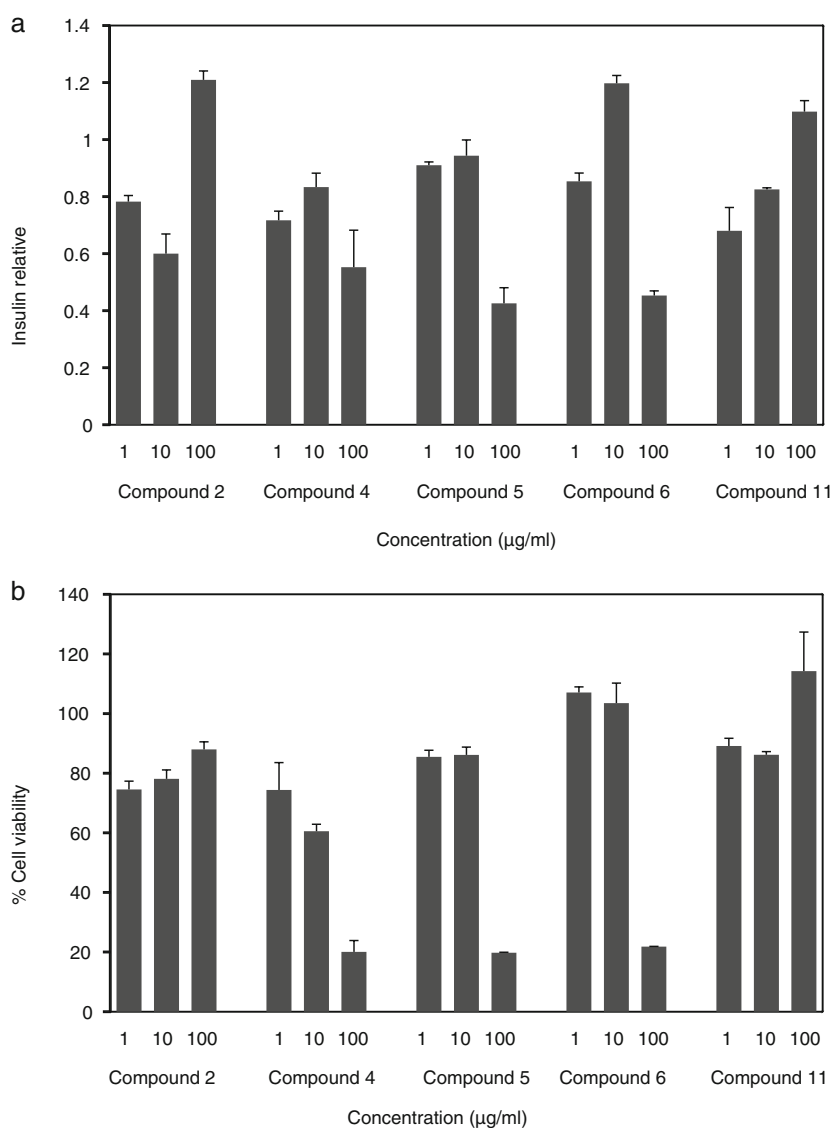 a
Insulin relative
1.4
1.2
1
0.8
0.6
0.4
0.2
0
1 10 100 1 10 100 1 10 100 1 10 100 1 10 100
Compound 2 Compound 4 Compound 5 Compound 6 Compound 11
Concentration (µg/ml)
b
% Cell viability
140
120
100
80
60
40
20
0
1 10 100 1 10 100 1 10 100 1 10 100 1 10 100
Compound 2 Compound 4 Compound 5 Compound 6 Compound 11
Concentration (µg/ml)